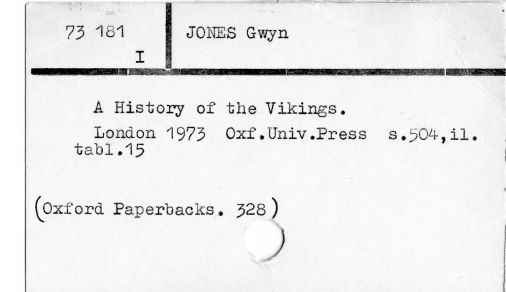 73 181
I
JONES Gwyn
A History of the Vikings.
London 1973 Oxf.Univ.Press s.504,il.
tabl.15
(Oxford Paperbacks. 328)